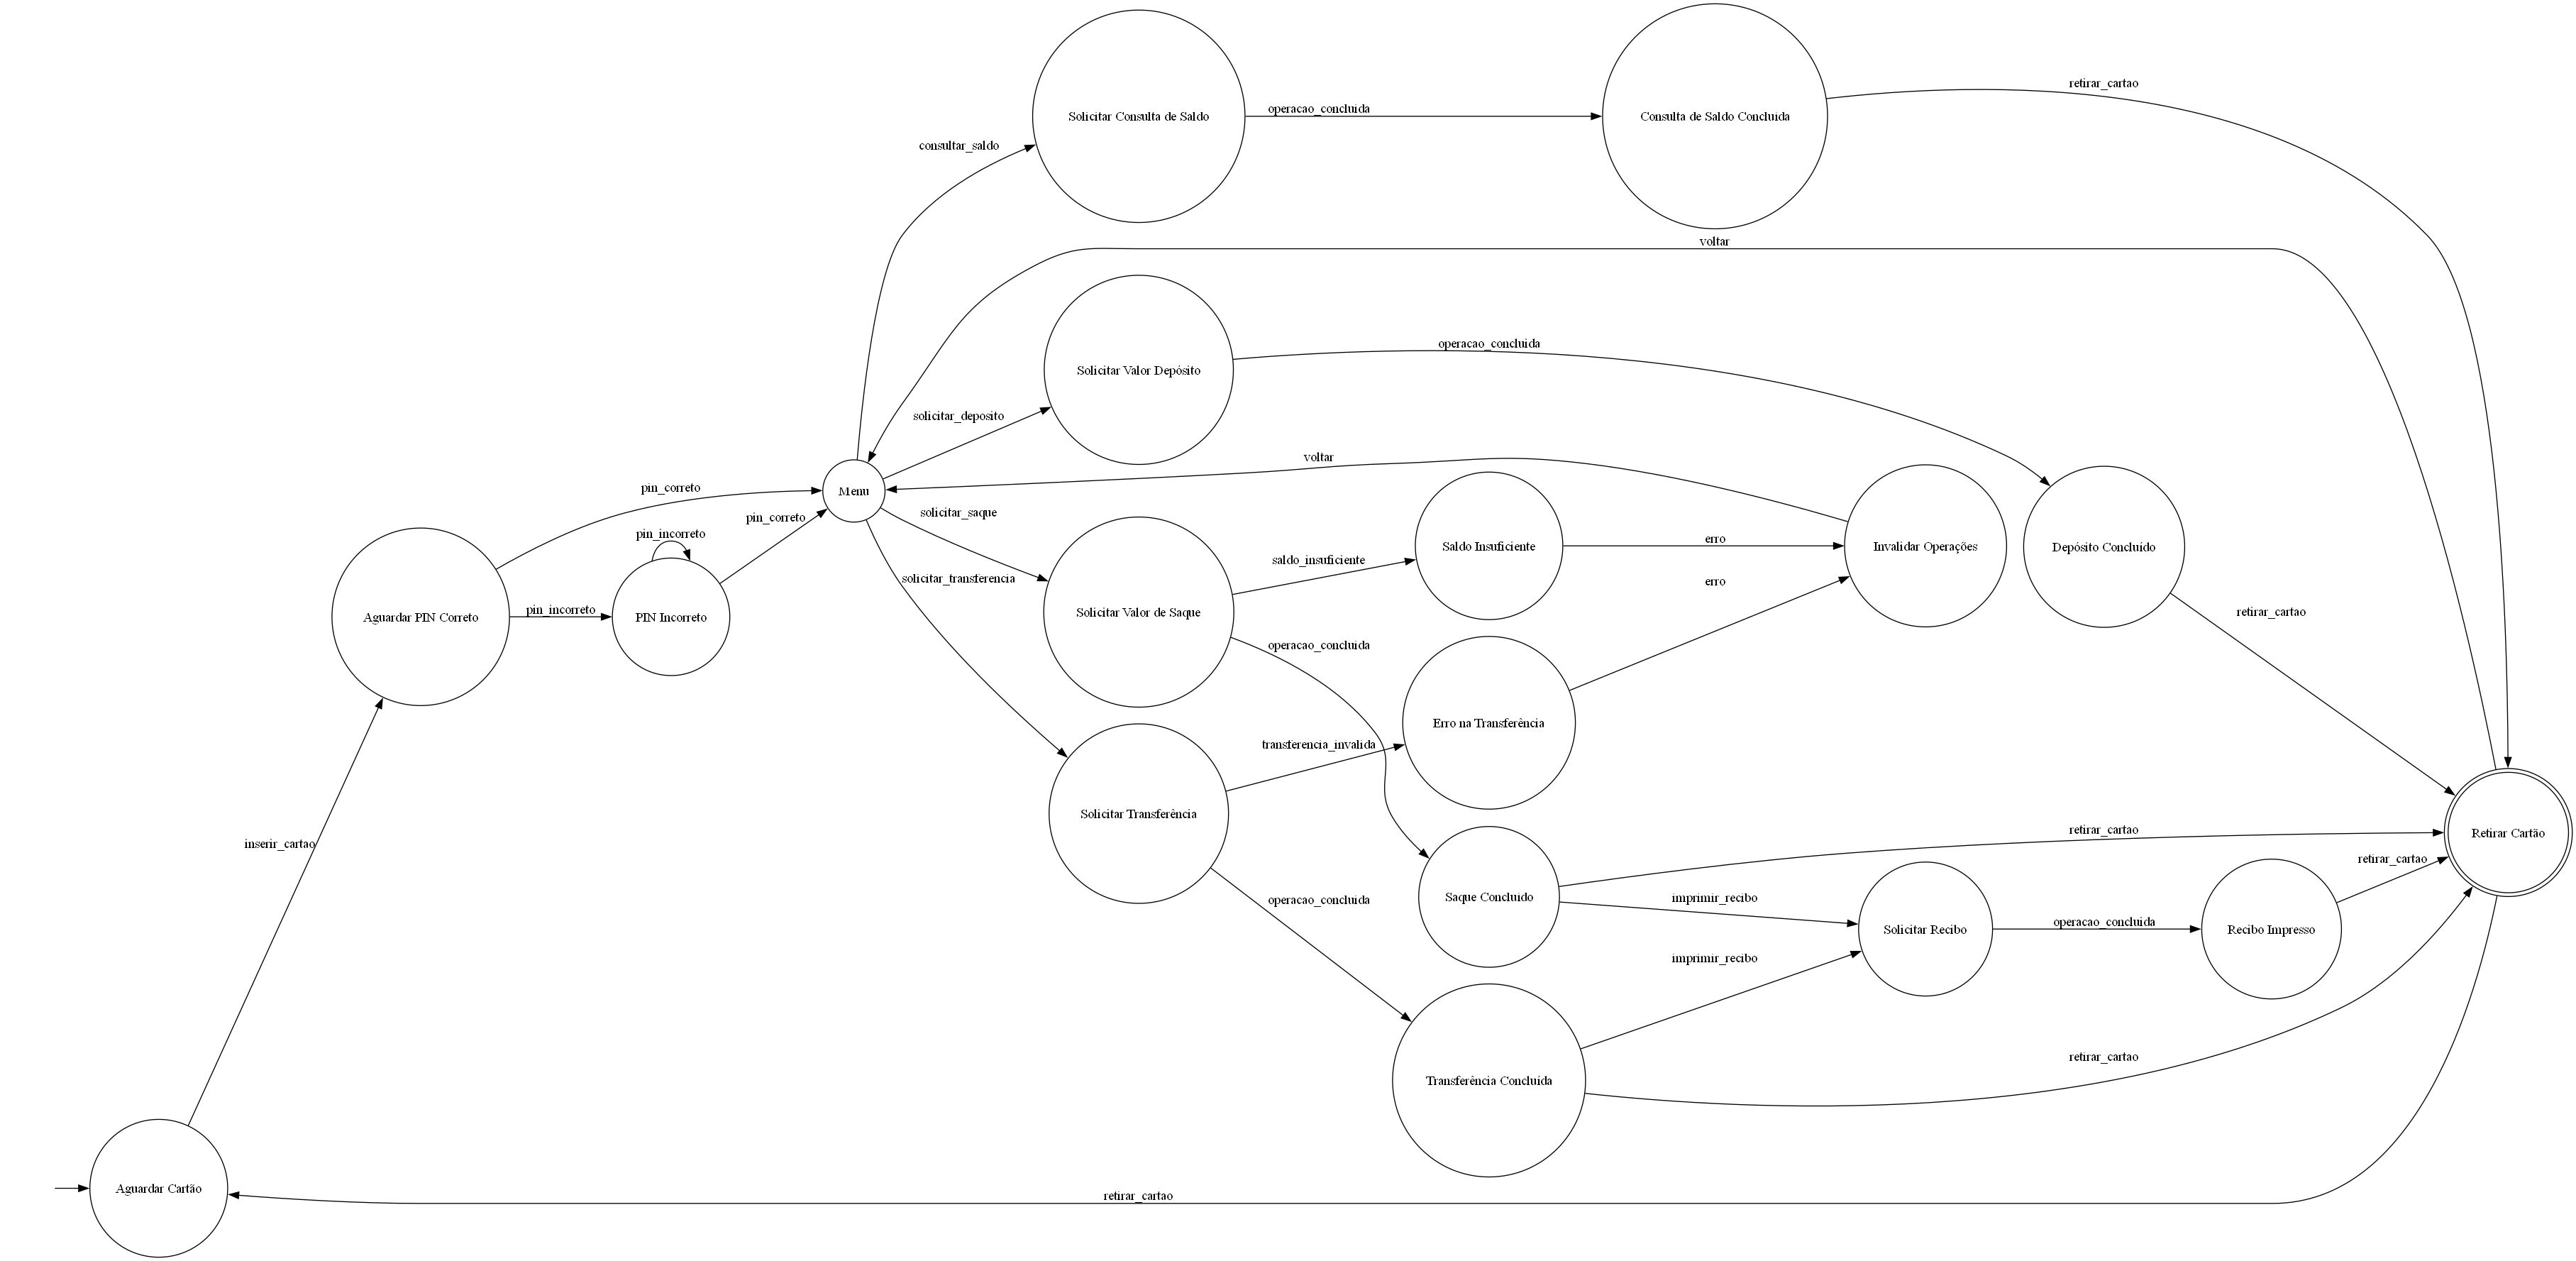 retirar_cartao
operacao_concluida
Solicitar Consulta de Saldo
Consulta de Saldo Concluída
consultar_saldo
voltar
operacao_concluida
Solicitar Valor Depósito
solicitar_deposito
voltar
pin_correto
Menu
solicitar_saque
pin_correto
pin_incorreto
saldo_insuficiente
Saldo Insuficiente
erro
Invalidar Operações
Depósito Concluído
solicitar_transferencia
erro
pin_incorreto
Aguardar PIN Correto
PIN Incorreto
Solicitar Valor de Saque
retirar_cartao
operacao_concluida
Erro na Transferência
transferencia_invalida
Solicitar Transferência
retirar_cartao
Retirar Cartão
inserir_cartao
retirar_cartao
operacao_concluida
Saque Concluído
imprimir_recibo
operacao_concluida
Solicitar Recibo
Recibo Impresso
imprimir_recibo
retirar_cartao
Transferência Concluída
Aguardar Cartão
retirar_cartao